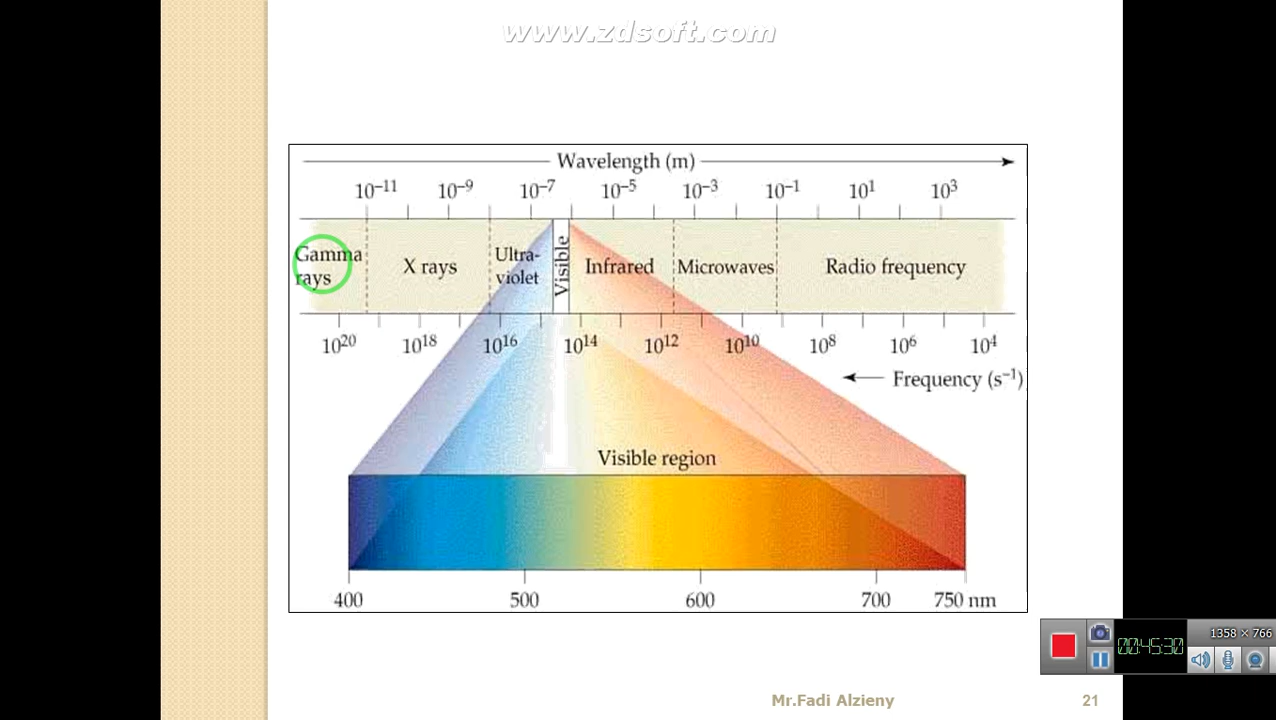 www.zdsoft.com
Wavelength (m)
10⁻¹¹ 10⁻⁹ 10⁻⁷ 10⁻⁵ 10⁻³ 10⁻¹ 10¹ 10³
Gamma rays
X rays
Ultra-
violet
Visible
Infrared
Microwaves
Radio frequency
10²⁰ 10¹⁸ 10¹⁶ 10¹⁴ 10¹² 10¹⁰ 10⁸ 10⁶ 10⁴
Frequency (s⁻¹)
Visible region
400 500 600 700 750 nm
00:45:30
1358 × 766
Mr.Fadi Alzieny 21